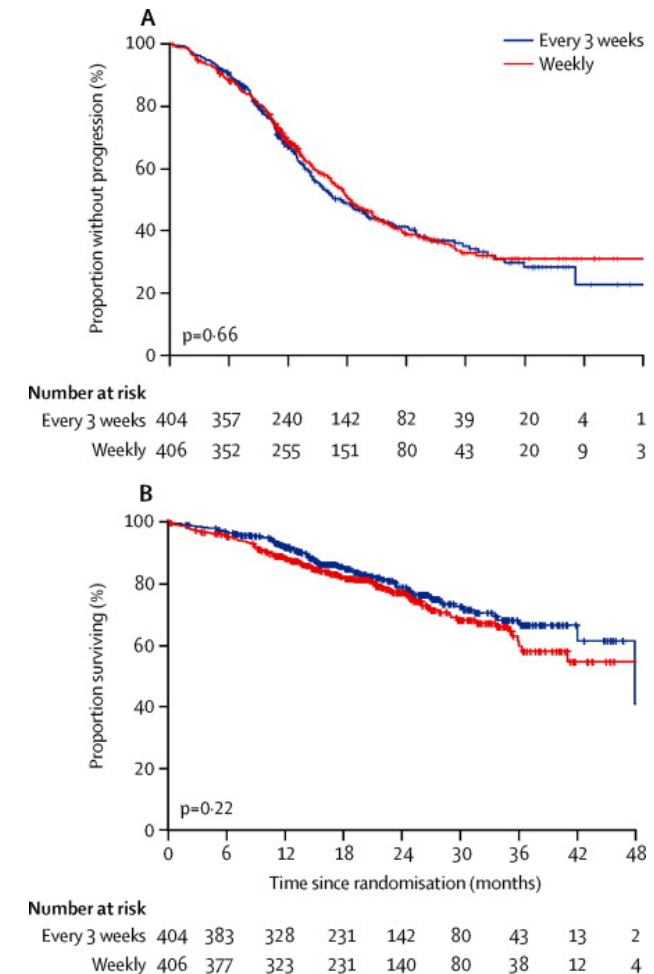 A
Every 3 weeks
Weekly
100
80
60
40
20
0
Proportion without progression (%)
p=0·66
Number at risk
Every 3 weeks 404 357 240 142 82 39 20 4 1
Weekly 406 352 255 151 80 43 20 9 3
B
100
80
60
40
20
0
Proportion surviving (%)
p=0·22
0 6 12 18 24 30 36 42 48
Time since randomisation (months)
Number at risk
Every 3 weeks 404 383 328 231 142 80 43 13 2
Weekly 406 377 323 231 140 80 38 12 4